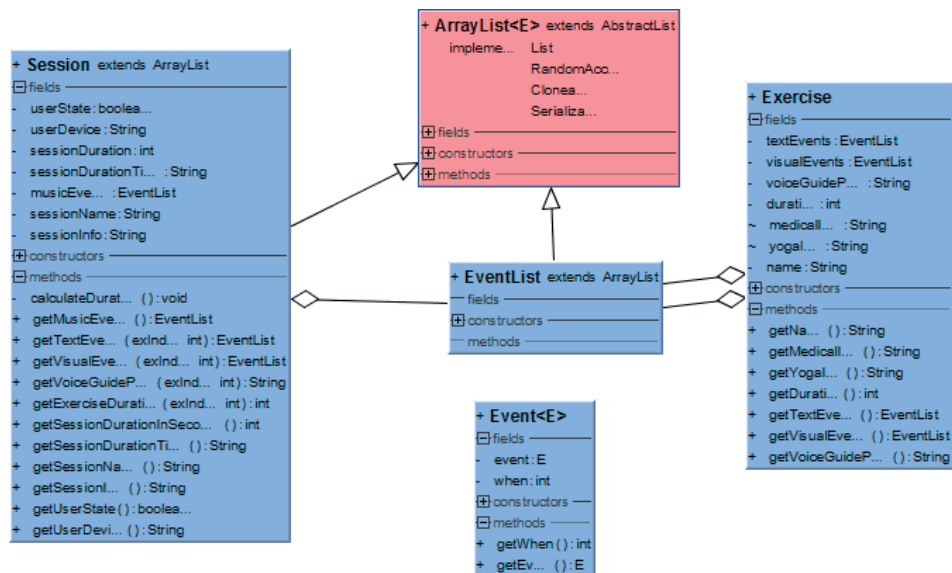 + Session extends ArrayList
fields
- userState:boolea...
- userDevice:String
- sessionDuration:int
- sessionDurationTi... :String
- musicEve... :EventList
- sessionName:String
- sessionInfo:String
constructors
methods
- calculateDurat... ():void
+ getMusicEve... ():EventList
+ getTextEve... (exInd... int):EventList
+ getVisualEve... (exInd... int):EventList
+ getVoiceGuideP... (exInd... int):String
+ getExerciseDurati... (exInd... int):int
+ getSessionDurationInSeco... ():int
+ getSessionDurationTi... ():String
+ getSessionNa... ():String
+ getSessionI... ():String
+ getUserState():boolea...
+ getUserDevi... ():String
+ ArrayList<E> extends AbstractList
impleme... List
RandomAcc...
Clonea...
Serializa...
fields
constructors
methods
+ EventList extends ArrayList
fields
constructors
methods
+ Event<E>
fields
- event:E
- when:int
constructors
methods
+ getWhen():int
+ getEv... ():E
+ Exercise
fields
- textEvents:EventList
- visualEvents:EventList
- voiceGuideP... :String
- durati... :int
~ medicall... :String
~ yogaI... :String
- name:String
constructors
methods
+ getNa... ():String
+ getMedicalI... ():String
+ getYogaI... ():String
+ getDurati... ():int
+ getTextEve... ():EventList
+ getVisualEve... ():EventList
+ getVoiceGuideP... ():String